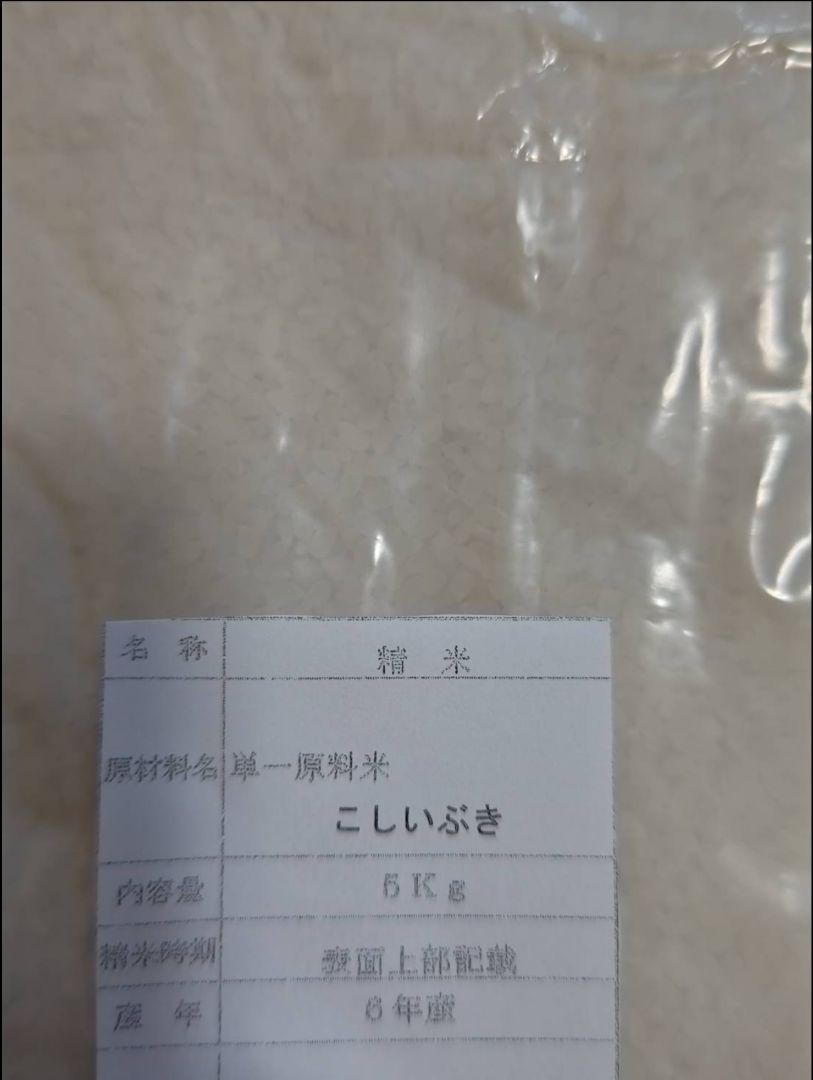 名 称 精 米
原材料名 単一原料米
こしいぶき
内容量 5Kg
精米時期 表面上部記載
産 年 6年産